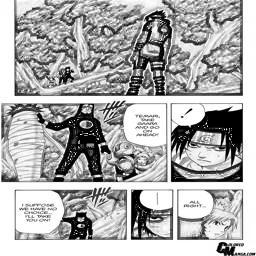 TEMARI,
TAKE
GAARA
AND GO
ON
AHEAD!
!
I SUPPOSE
WE HAVE NO
CHOICE...
I'LL TAKE
YOU ON!
ALL
RIGHT...
COLORED
MANGA.COM